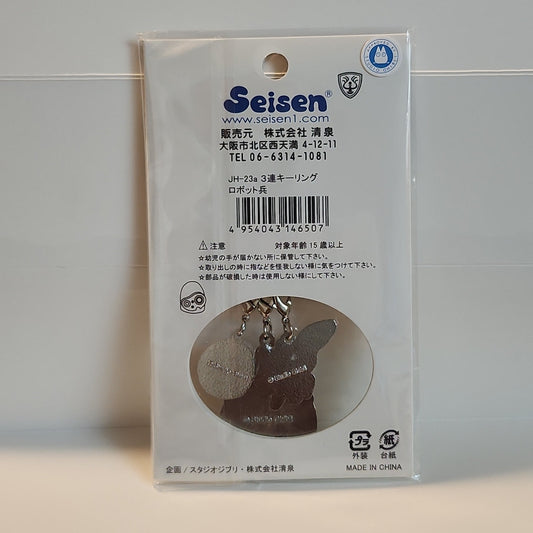 Seisen®
www.seisen1.com
販売元 株式会社 清泉
大阪市北区西天満 4-12-11
TEL 06-6314-1081
JH-23a 3連キーリング
ロボット兵
4 954043 146507
⚠注意 対象年齢 15 歳以上
☆幼児の手が届かない所に保管して下さい。
☆取り出しの時に指などを怪我しない様に気をつけて下さい。
☆部品が破損した時は使用しない様にして下さい。
プラ
外装
紙
台紙
企画 / スタジオジブリ・株式会社清泉
MADE IN CHINA